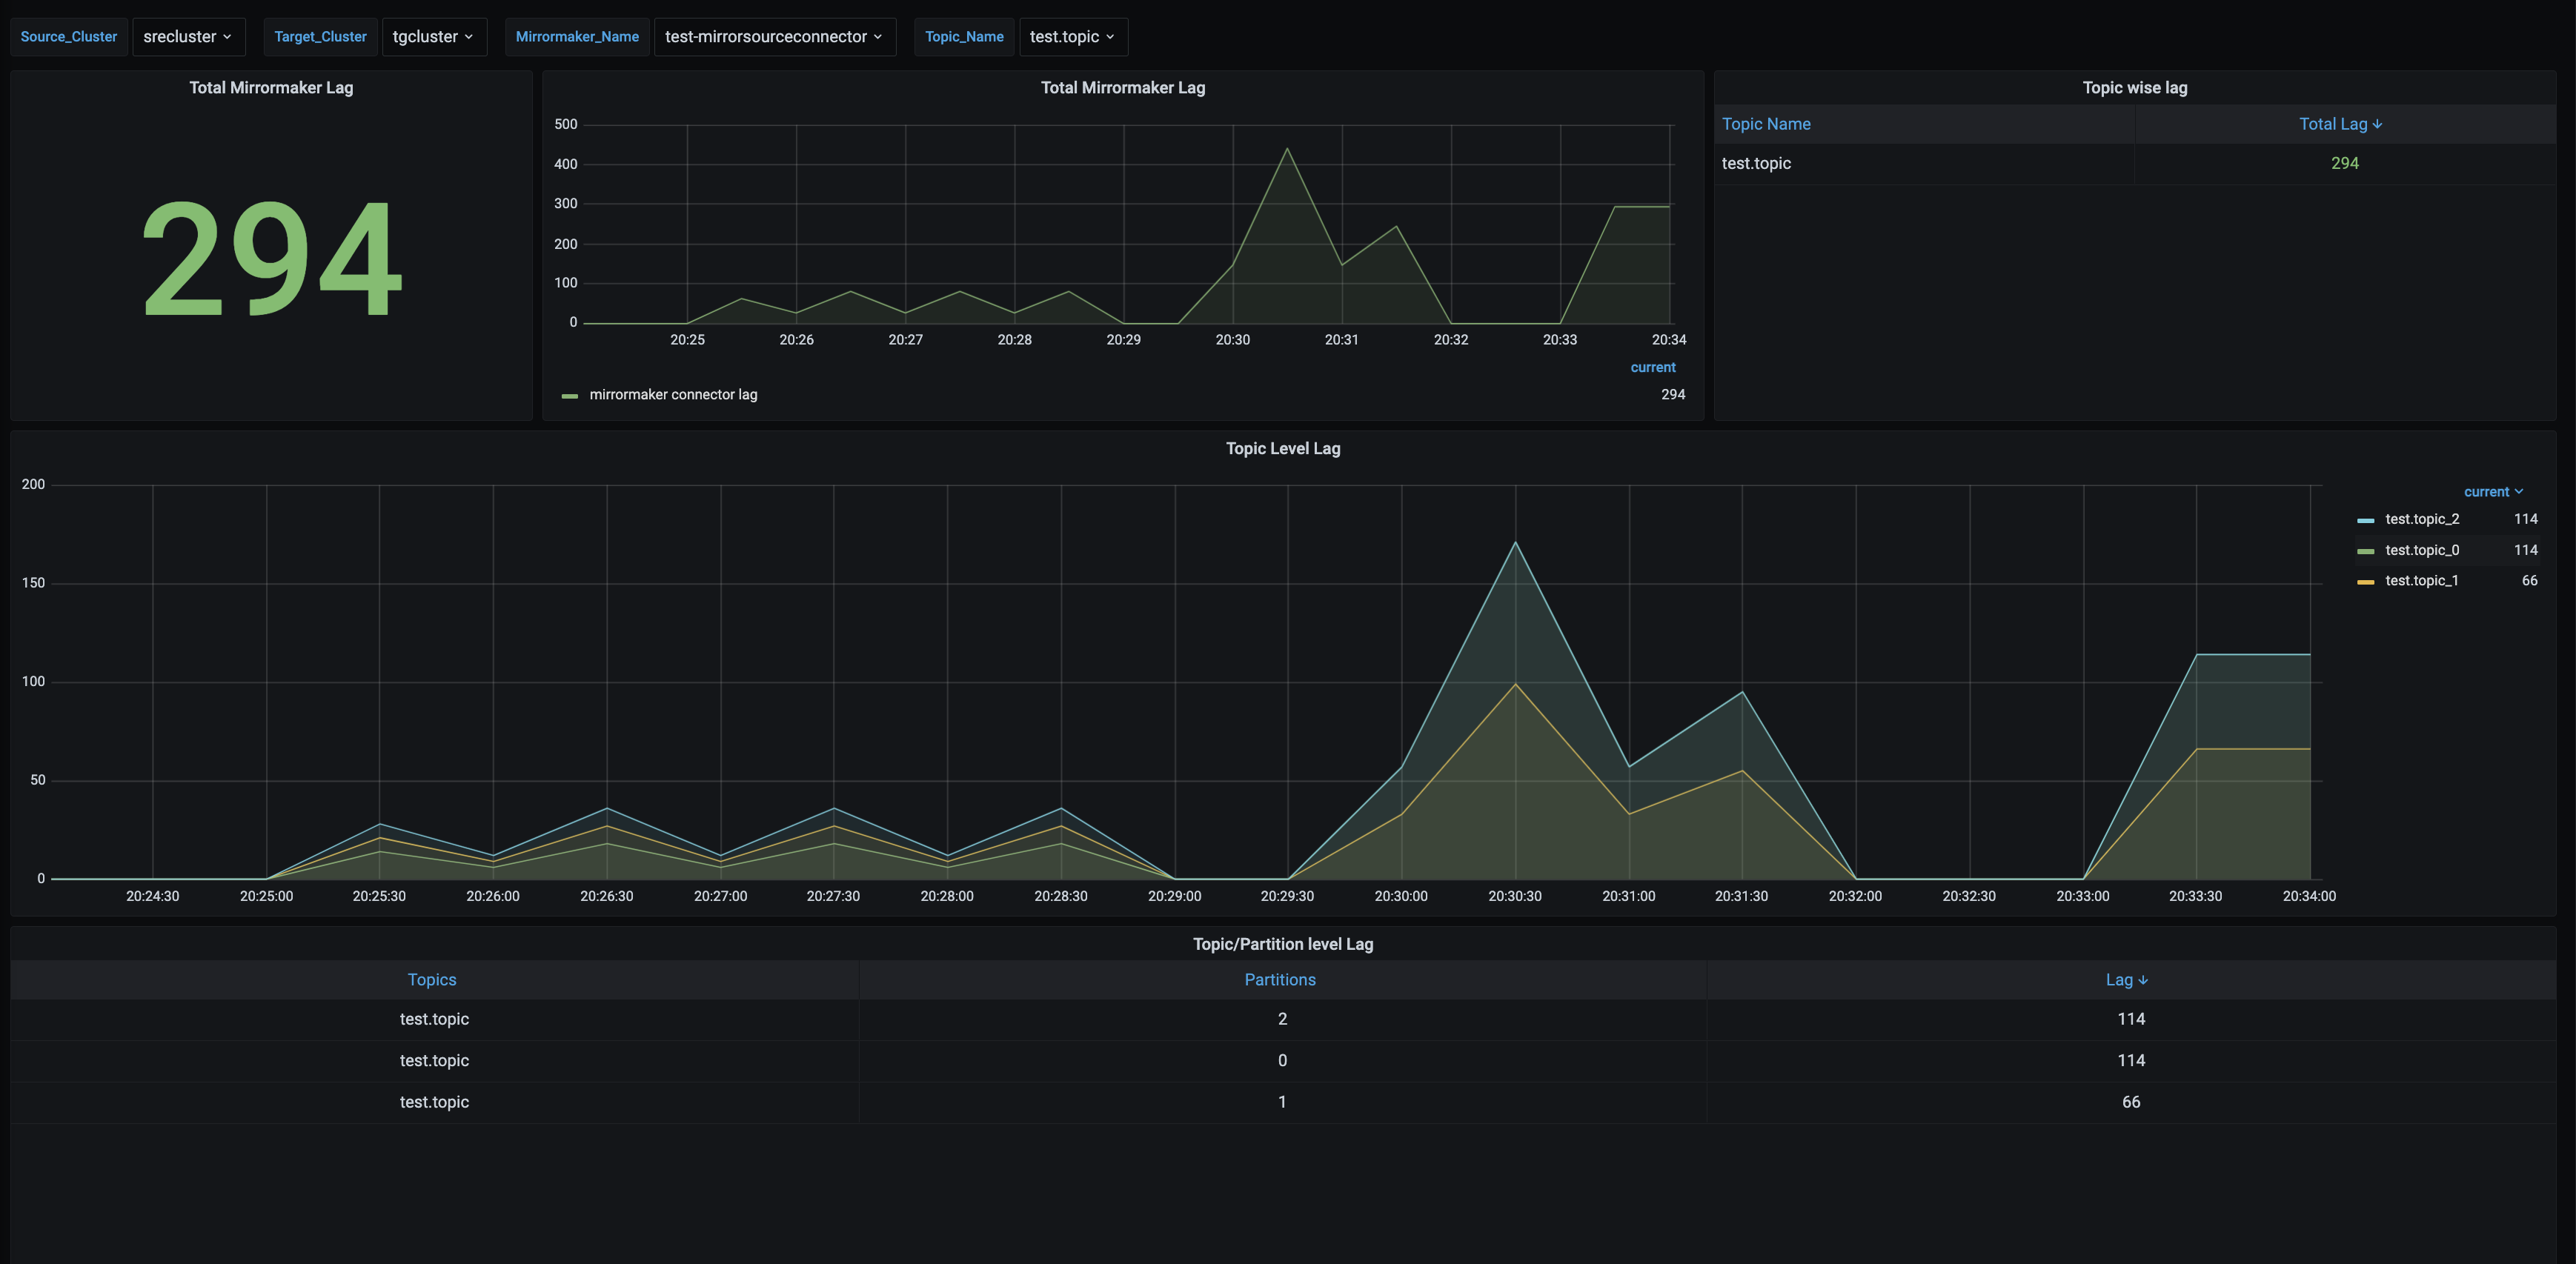 Source_Cluster srecluster Target_Cluster tgcluster Mirrormaker_Name test-mirrorsourceconnector Topic_Name test.topic
Total Mirrormaker Lag
294
Total Mirrormaker Lag
500
400
300
200
100
0
20:25 20:26 20:27 20:28 20:29 20:30 20:31 20:32 20:33 20:34
current
mirrormaker connector lag 294
Topic wise lag
Topic Name Total Lag
test.topic 294
Topic Level Lag
200
150
100
50
0
20:24:30 20:25:00 20:25:30 20:26:00 20:26:30 20:27:00 20:27:30 20:28:00 20:28:30 20:29:00 20:29:30 20:30:00 20:30:30 20:31:00 20:31:30 20:32:00 20:32:30 20:33:00 20:33:30 20:34:00
current
test.topic_2 114
test.topic_0 114
test.topic_1 66
Topic/Partition level Lag
Topics Partitions Lag
test.topic 2 114
test.topic 0 114
test.topic 1 66